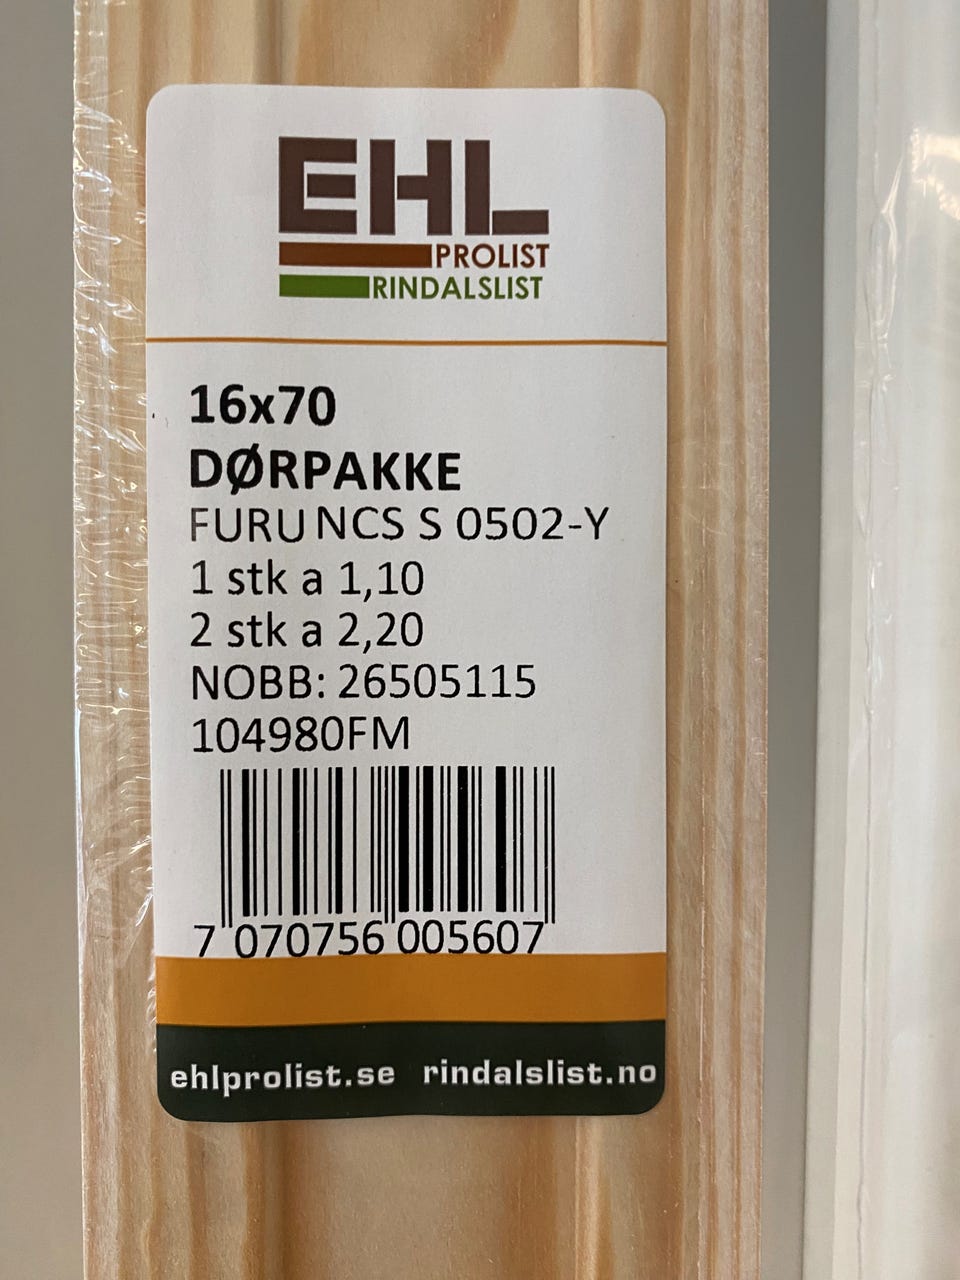 EHL
PROLIST
RINDALSLIST
16x70
DØRPAKKE
FURU NCS S 0502-Y
1 stk a 1,10
2 stk a 2,20
NOBB: 26505115
104980FM
7 070756 005607
ehlprolist.se rindalslist.no